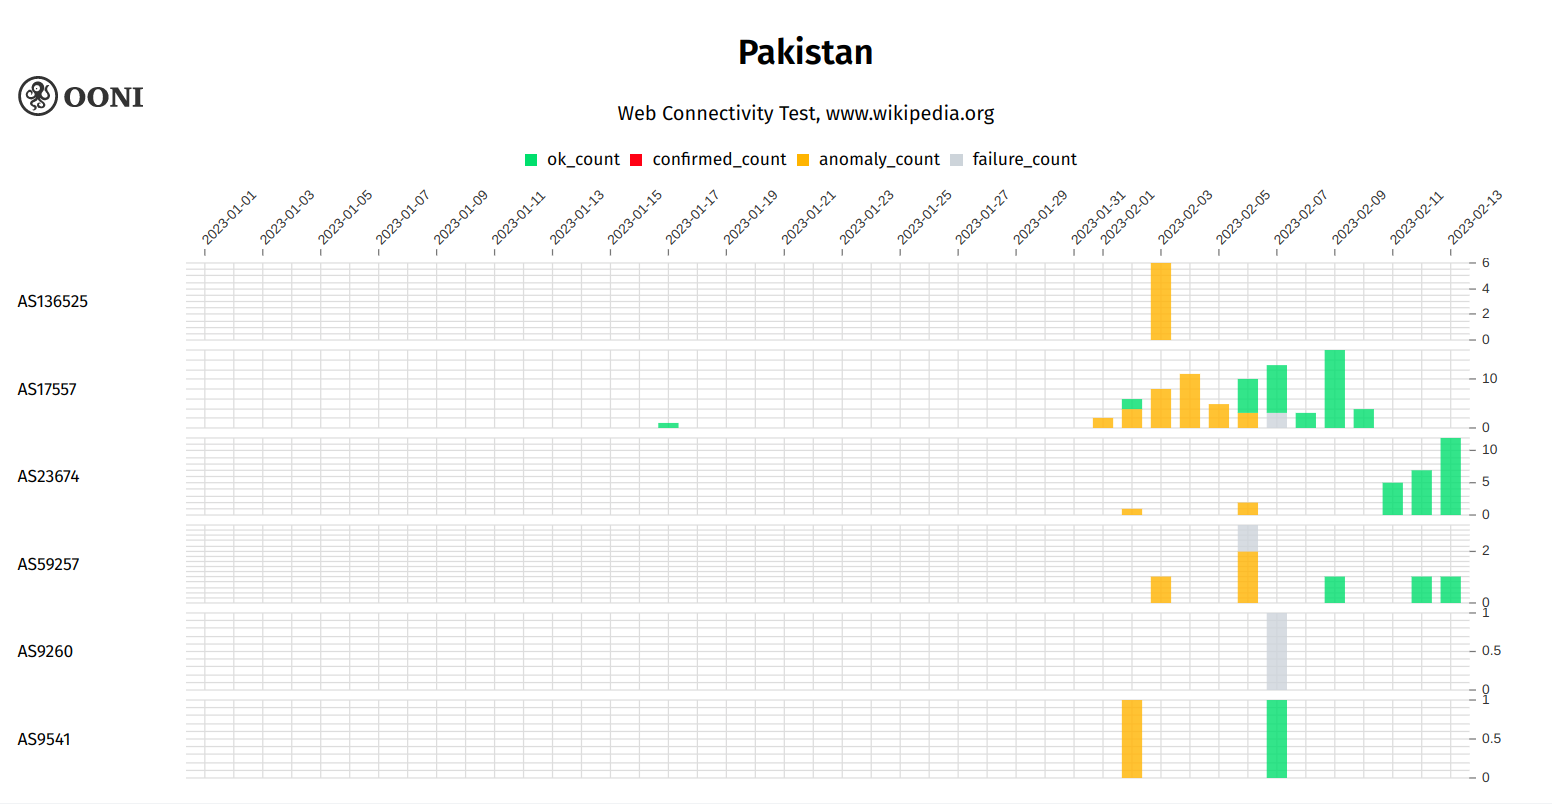 Pakistan
OONI
Web Connectivity Test, www.wikipedia.org
ok_count confirmed_count anomaly_count failure_count
2023-01-01 2023-01-03 2023-01-05 2023-01-07 2023-01-09 2023-01-11 2023-01-13 2023-01-15 2023-01-17 2023-01-19 2023-01-21 2023-01-23 2023-01-25 2023-01-27 2023-01-29 2023-01-31 2023-02-01 2023-02-03 2023-02-05 2023-02-07 2023-02-09 2023-02-11 2023-02-13
6
4
AS136525
2
0
10
AS17557
0
10
AS23674
5
0
2
AS59257
0
1
AS9260
0.5
0
1
AS9541
0.5
0